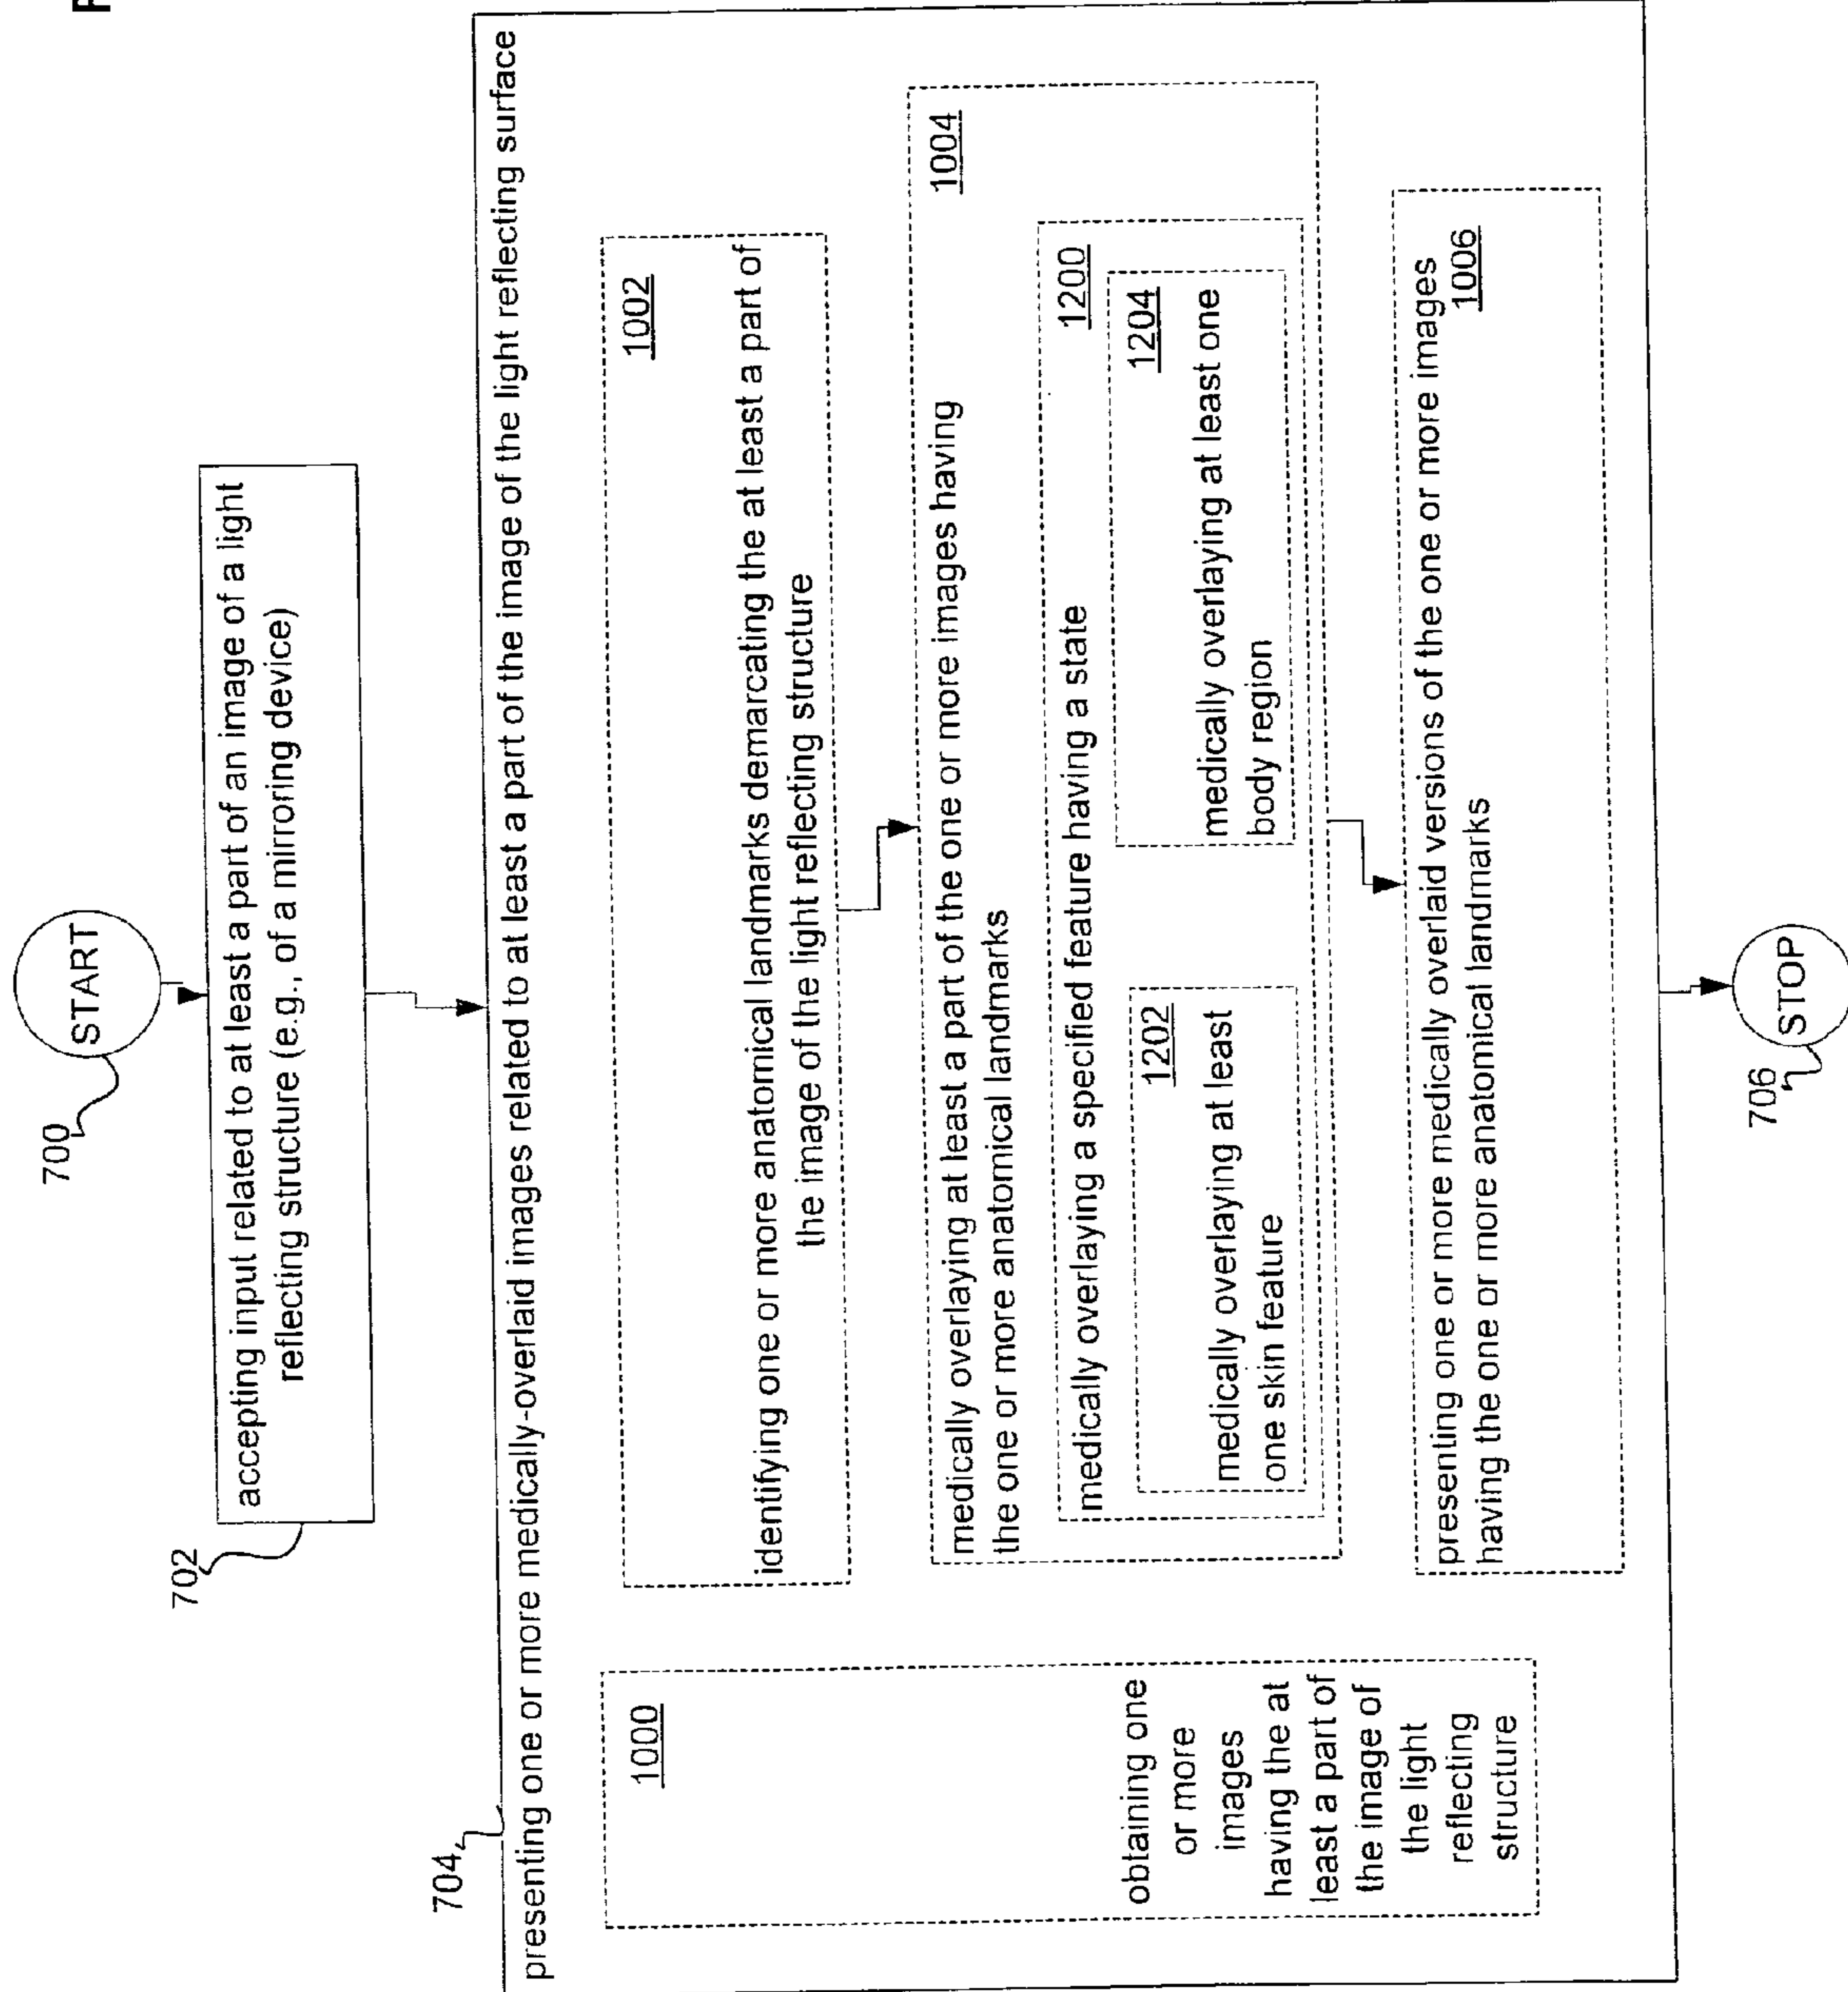 700
START
702
accepting input related to at least a part of an image of a light
reflecting structure (e.g., of a mirroring device)
704
presenting one or more medically-overlaid images related to at least a part of the image of the light reflecting surface
1000
obtaining one
or more
images
having the at
least a part of
the image of
the light
reflecting
structure
1002
identifying one or more anatomical landmarks demarcating the at least a part of
the image of the light reflecting structure
1004
medically overlaying at least a part of the one or more images having
the one or more anatomical landmarks
1200
medically overlaying a specified feature having a state
1202
medically overlaying at least
one skin feature
1204
medically overlaying at least one
body region
presenting one or more medically overlaid versions of the one or more images
having the one or more anatomical landmarks
1006
706
STOP